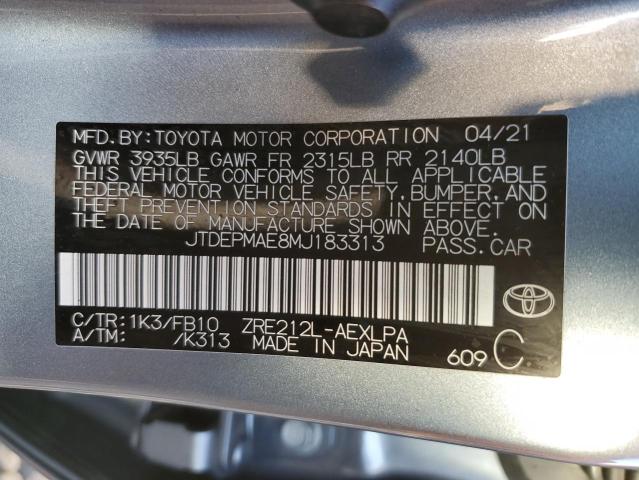 MFD. BY: TOYOTA MOTOR CORPORATION 04/21
GVWR 3935LB GAWR FR 2315LB RR 2140LB
THIS VEHICLE CONFORMS TO ALL APPLICABLE
FEDERAL MOTOR VEHICLE SAFETY, BUMPER, AND
THEFT PREVENTION STANDARDS IN EFFECT ON
THE DATE OF MANUFACTURE SHOWN ABOVE.
JTDEPMAE8MJ183313 PASS. CAR
C/TR: 1K3/FB10 ZRE212L-AEXLPA
A/TM: /K313 MADE IN JAPAN 609 C